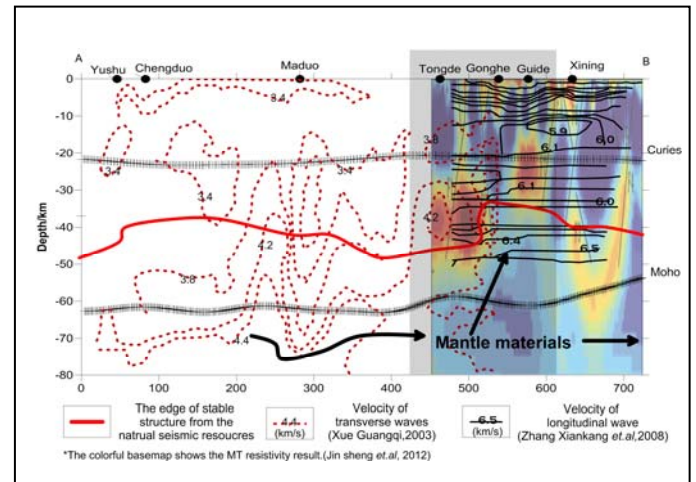 A
B
Yushu Chengduo Maduo Tongde Gonghe Guide Xining
0
-10
-20
-30
-40
-50
-60
-70
-80
Depth/km
3.4
3.4
3.4
3.4
3.8
4.2
4.4
3.8
4.2
5.9
6.0
6.1
6.1
6.0
6.4
6.5
Curies
Moho
Mantle materials
0 100 200 300 400 500 600 700
The edge of stable
structure from the
natrual seismic resoucres
4.4
(km/s)
Velocity of
transverse waves
(Xue Guangqi,2003)
6.5
(km/s)
Velocity of
longitudinal wave
(Zhang Xiankang et.al,2008)
*The colorful basemap shows the MT resistivity result.(Jin sheng et.al, 2012)